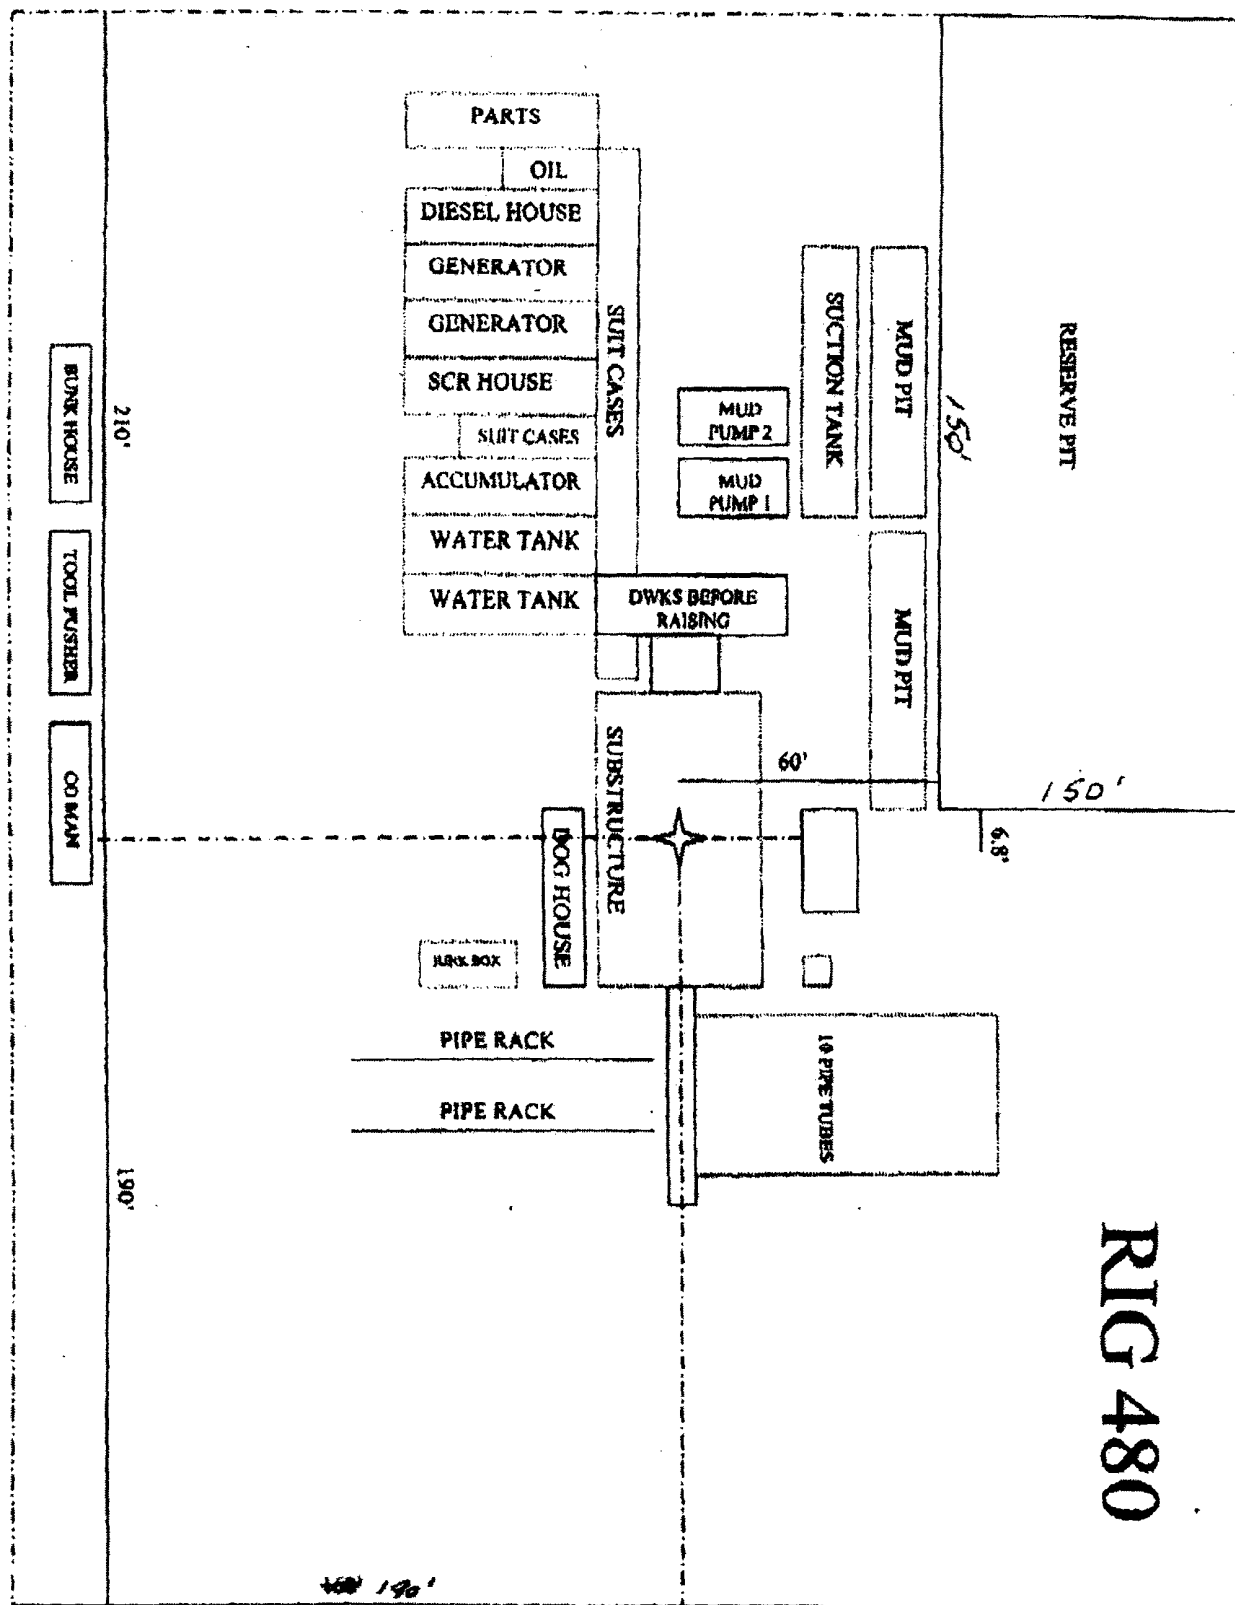 PARTS
OIL
DIESEL HOUSE
GENERATOR
GENERATOR
SCR HOUSE
SUIT CASES
ACCUMULATOR
WATER TANK
WATER TANK
SUIT CASES
DWKS BEFORE
RAISING
MUD
PUMP 2
MUD
PUMP 1
SUCTION TANK
MUD PIT
MUD PIT
150'
RESERVE PIT
150'
60'
6.8'
SUBSTRUCTURE
DOG HOUSE
JUNK BOX
PIPE RACK
PIPE RACK
10 PIPE TUBES
BUNK HOUSE
TOOL PUSHER
CO MAN
210'
190'
190'
RIG 480